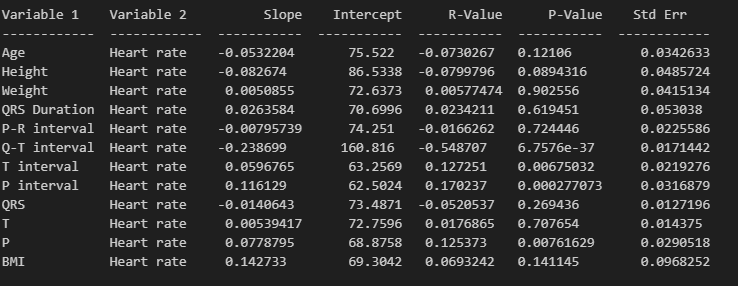 Variable 1    Variable 2         Slope    Intercept      R-Value      P-Value    Std Err
------------  ------------  -----------  -----------  -----------  -----------  ------------
Age           Heart rate    -0.0532204     75.522     -0.0730267   0.12106        0.0342633
Height        Heart rate    -0.082674      86.5338    -0.0799796   0.0894316      0.0485724
Weight        Heart rate     0.0050855     72.6373     0.00577474  0.902556       0.0415134
QRS Duration  Heart rate     0.0263584     70.6996     0.0234211   0.619451       0.053038
P-R interval  Heart rate    -0.00795739    74.251     -0.0166262   0.724446       0.0225586
Q-T interval  Heart rate    -0.238699     160.816     -0.548707    6.7576e-37     0.0171442
T interval    Heart rate     0.0596765     63.2569     0.127251    0.00675032     0.0219276
P interval    Heart rate     0.116129      62.5024     0.170237    0.000277073    0.0316879
QRS           Heart rate    -0.0140643     73.4871    -0.0520537   0.269436       0.0127196
T             Heart rate     0.00539417    72.7596     0.0176865   0.707654       0.014375
P             Heart rate     0.0778795     68.8758     0.125373    0.00761629     0.0290518
BMI           Heart rate     0.142733      69.3042     0.0693242   0.141145       0.0968252